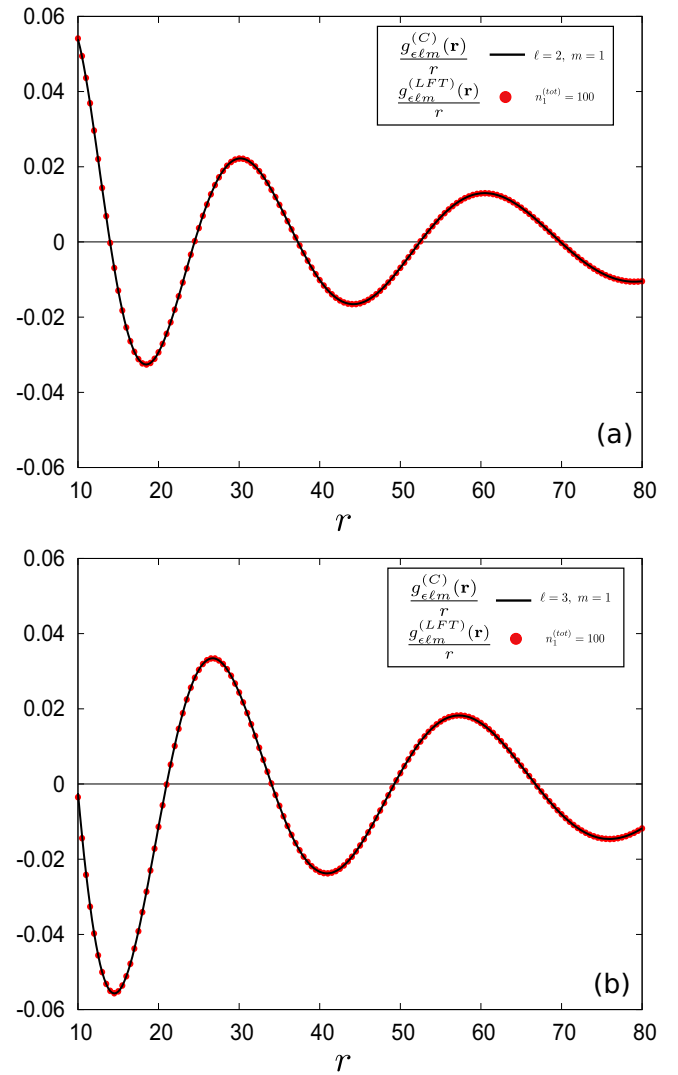 0.06
0.04
0.02
0
-0.02
-0.04
-0.06
g_{ϵℓm}^{(C)}(r)/r ℓ = 2, m = 1
g_{ϵℓm}^{(LFT)}(r)/r n_1^{(tot)} = 100
(a)
10 20 30 40 50 60 70 80
r
0.06
0.04
0.02
0
-0.02
-0.04
-0.06
g_{ϵℓm}^{(C)}(r)/r ℓ = 3, m = 1
g_{ϵℓm}^{(LFT)}(r)/r n_1^{(tot)} = 100
(b)
10 20 30 40 50 60 70 80
r